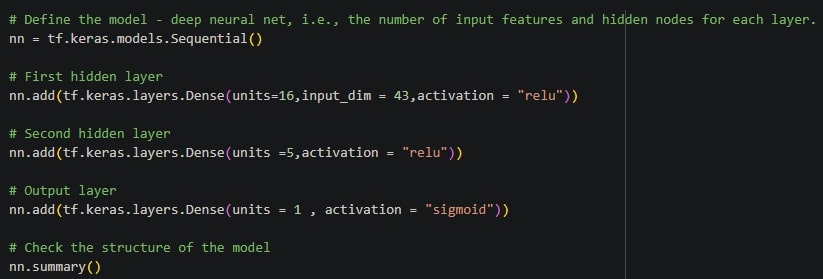 # Define the model - deep neural net, i.e., the number of input features and hidden nodes for each layer.
nn = tf.keras.models.Sequential()
# First hidden layer
nn.add(tf.keras.layers.Dense(units=16,input_dim = 43,activation = "relu"))
# Second hidden layer
nn.add(tf.keras.layers.Dense(units =5,activation = "relu"))
# Output layer
nn.add(tf.keras.layers.Dense(units = 1 , activation = "sigmoid"))
# Check the structure of the model
nn.summary()